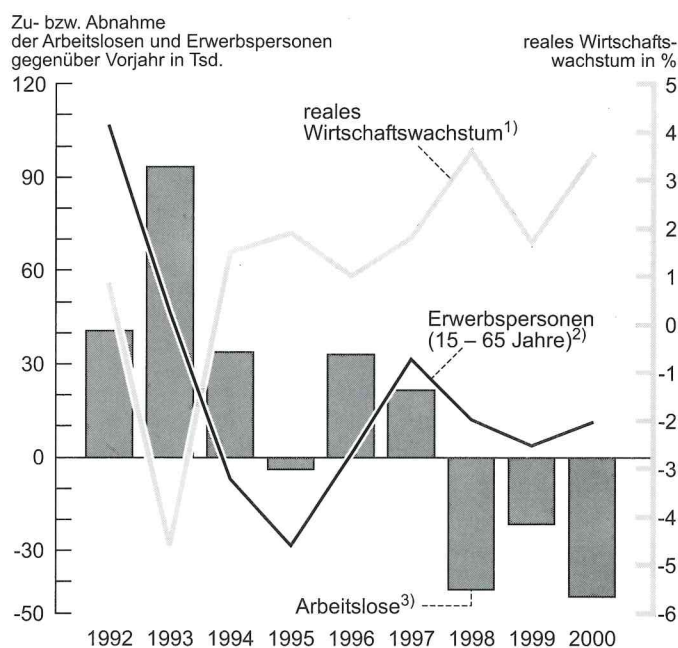 Zu- bzw. Abnahme
der Arbeitslosen und Erwerbspersonen
gegenüber Vorjahr in Tsd.
reales Wirtschafts-
wachstum in %
120
90
60
30
0
-30
-50
5
4
3
2
1
0
-1
-2
-3
-4
-5
-6
reales
Wirtschaftswachstum1)
Erwerbspersonen
(15 – 65 Jahre)2)
Arbeitslose3)
1992 1993 1994 1995 1996 1997 1998 1999 2000